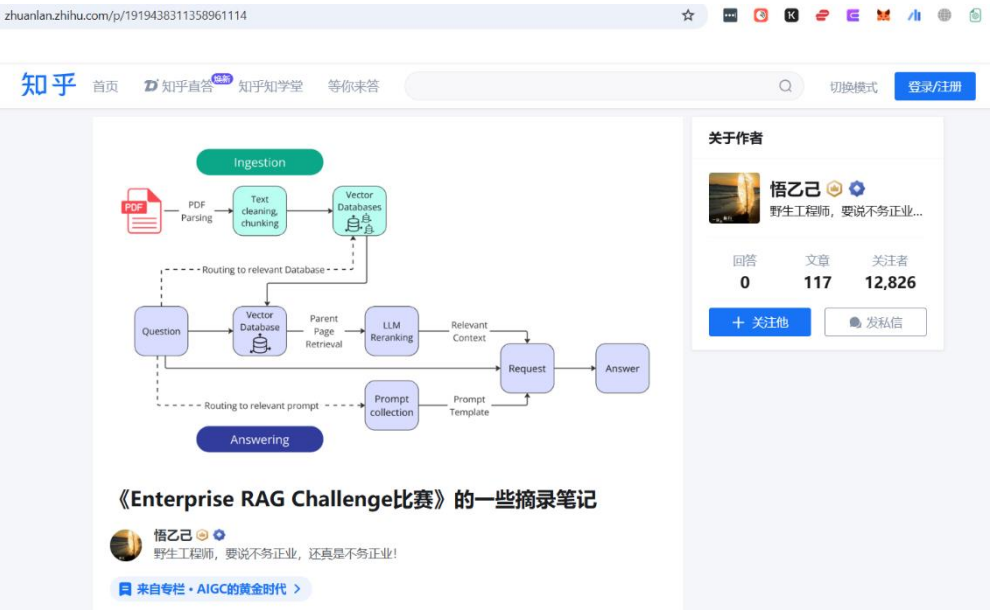 zhuanlan.zhihu.com/p/1919438311358961114
知乎
首页
知乎直答
焕新
知乎知学堂
等你来答
切换模式
登录/注册
Ingestion
PDF
PDF
Parsing
Text
cleaning,
chunking
Vector
Databases
Routing to relevant Database
Question
Vector
Database
Parent
Page
Retrieval
LLM
Reranking
Relevant
Context
Request
Answer
Routing to relevant prompt
Prompt
collection
Prompt
Template
Answering
《Enterprise RAG Challenge比赛》的一些摘录笔记
悟乙己
野生工程师，要说不务正业，还真是不务正业！
来自专栏 · AIGC的黄金时代
关于作者
悟乙己
野生工程师，要说不务正业...
回答
0
文章
117
关注者
12,826
＋ 关注他
发私信